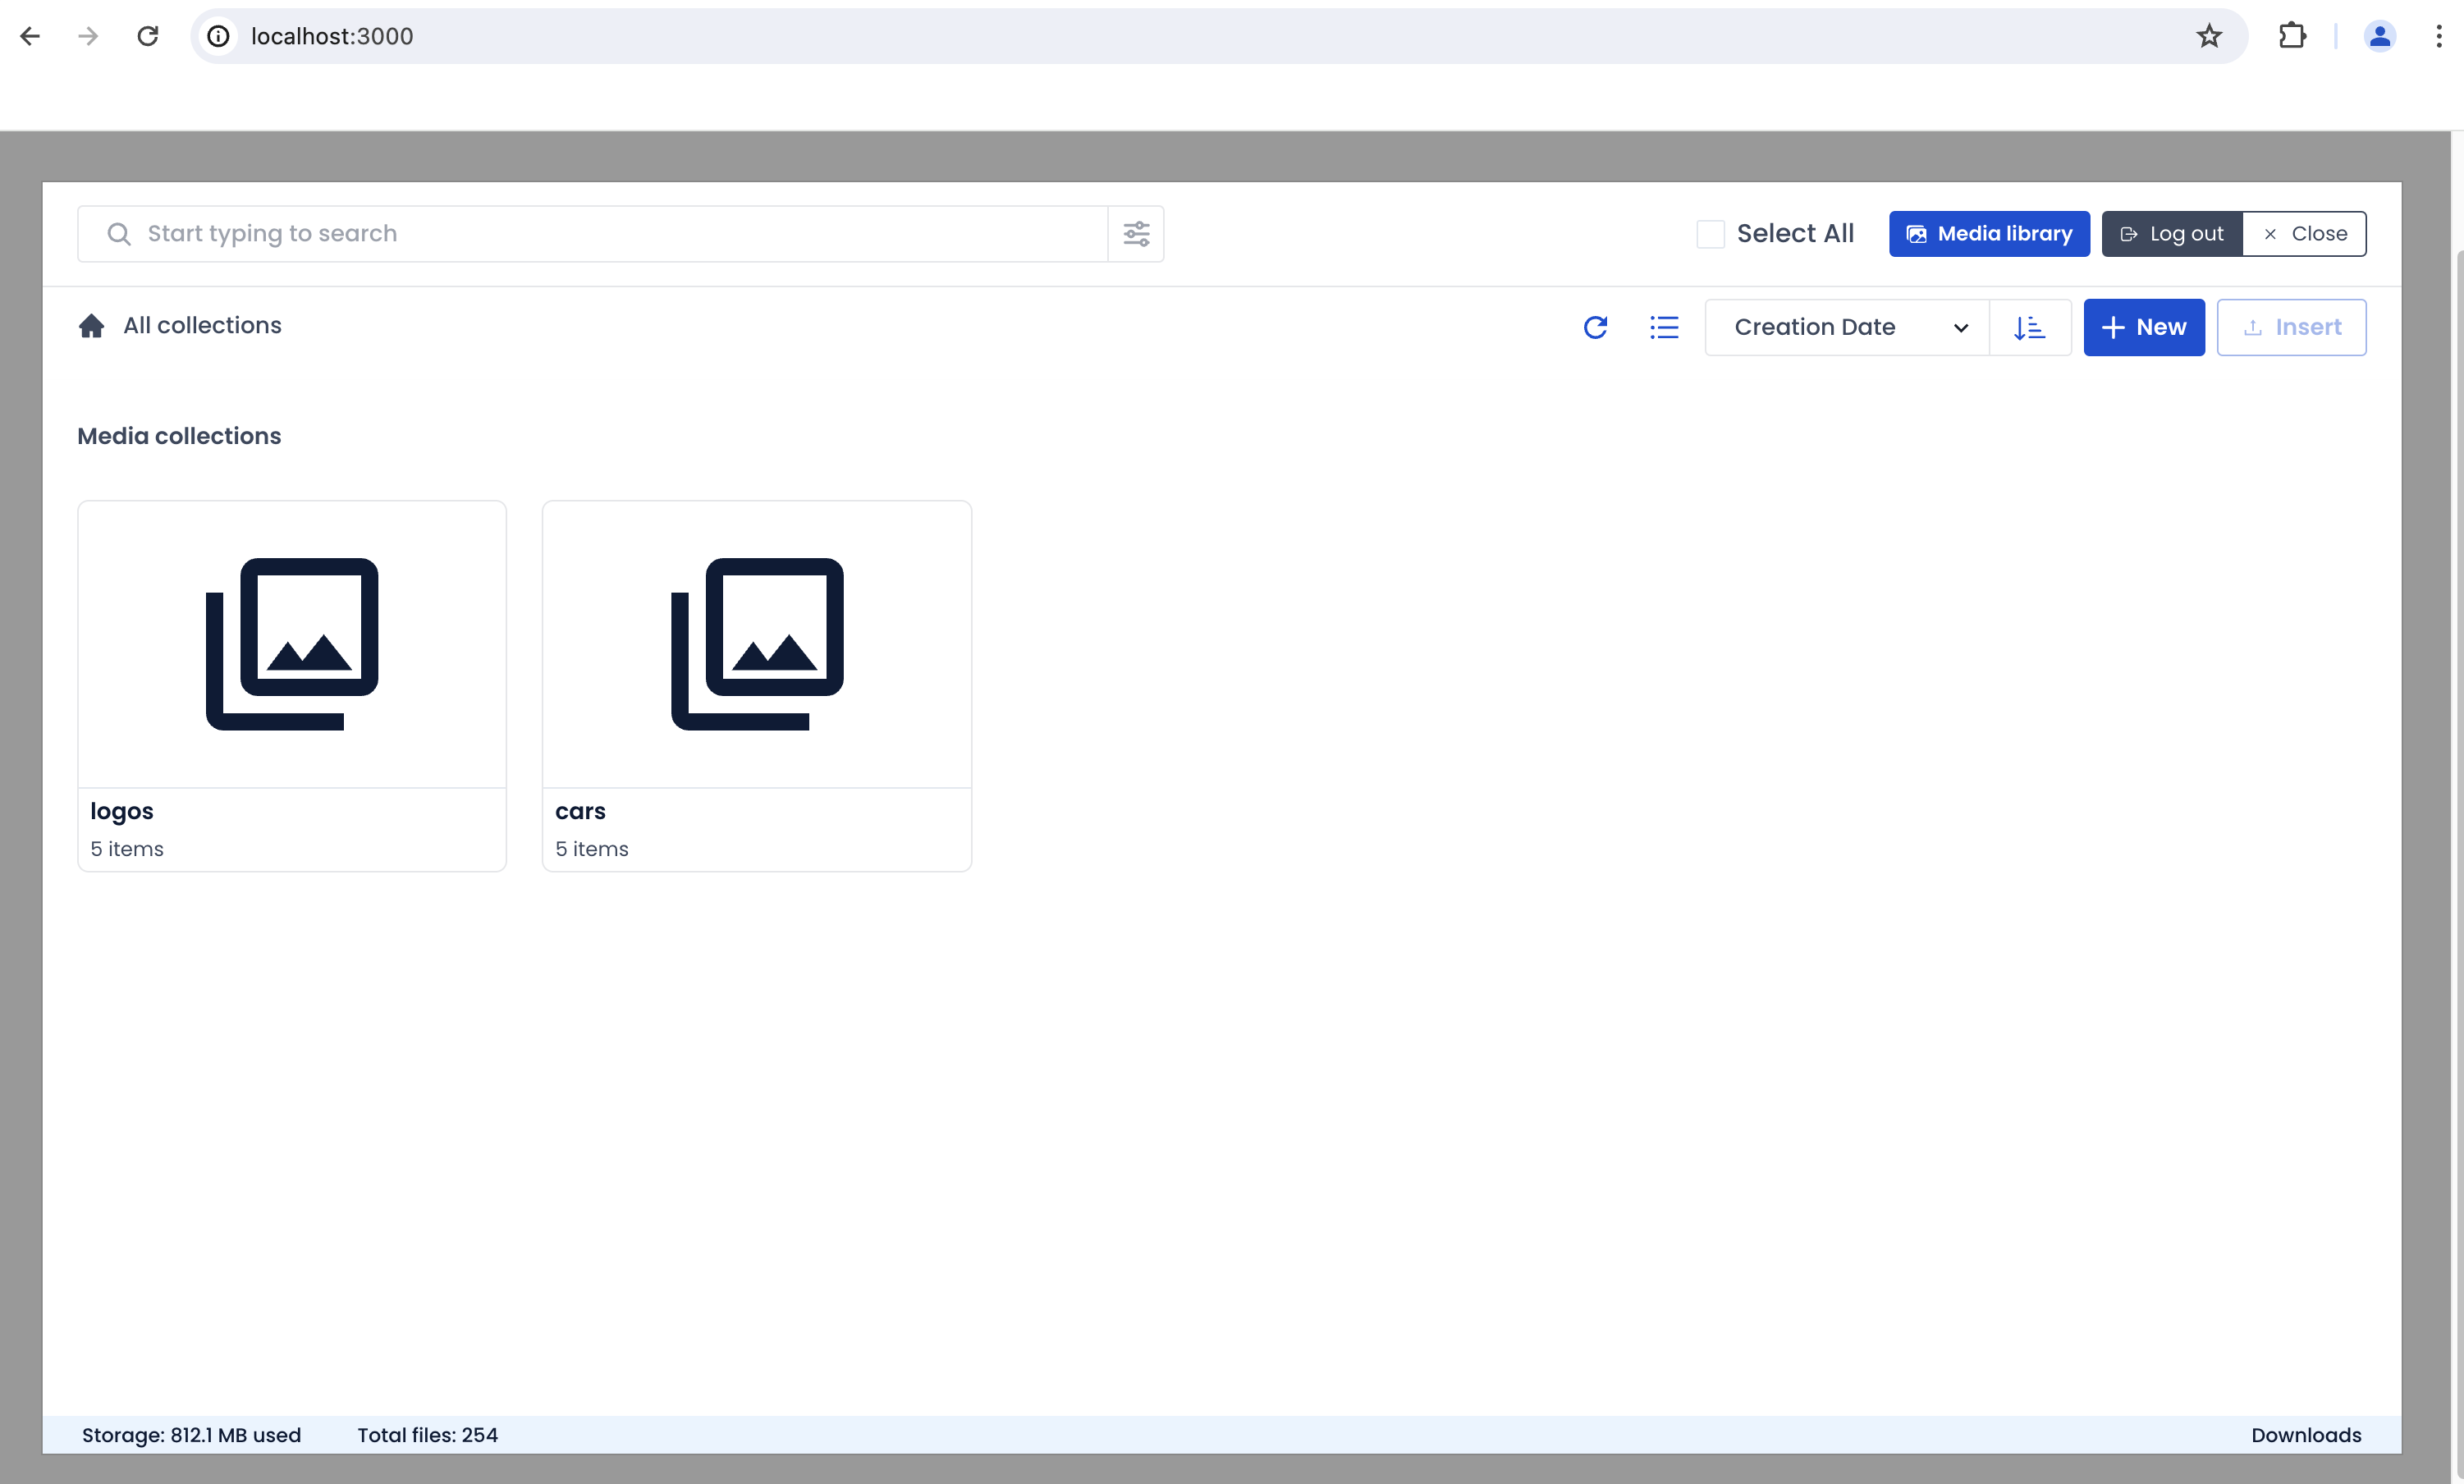 localhost:3000
Start typing to search
Select All
Media library
Log out
Close
All collections
Creation Date
New
Insert
Media collections
logos
5 items
cars
5 items
Storage: 812.1 MB used
Total files: 254
Downloads